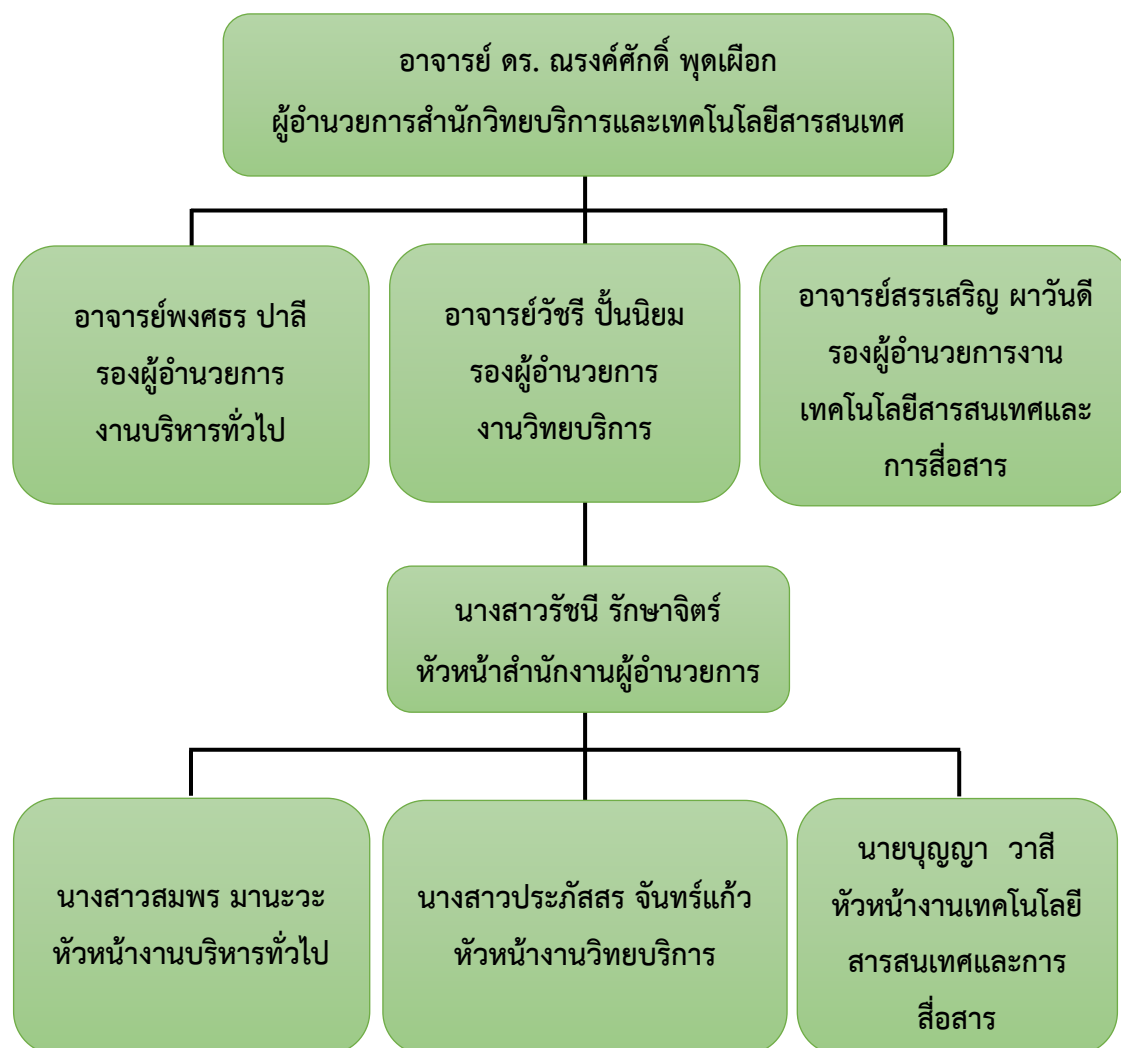 อาจารย์ ดร. ณรงค์ศักดิ์ พุดเผือก
ผู้อำนวยการสำนักวิทยบริการและเทคโนโลยีสารสนเทศ
อาจารย์พงศธร ปาลี
รองผู้อำนวยการ
งานบริหารทั่วไป
อาจารย์วัชรี ปั้นนิยม
รองผู้อำนวยการ
งานวิทยบริการ
อาจารย์สรรเสริญ ผาวันดี
รองผู้อำนวยการงาน
เทคโนโลยีสารสนเทศและ
การสื่อสาร
นางสาวรัชนี รักษาจิตร์
หัวหน้าสำนักงานผู้อำนวยการ
นางสาวสมพร มานะวะ
หัวหน้างานบริหารทั่วไป
นางสาวประภัสสร จันทร์แก้ว
หัวหน้างานวิทยบริการ
นายบุญญา วาสี
หัวหน้างานเทคโนโลยี
สารสนเทศและการ
สื่อสาร